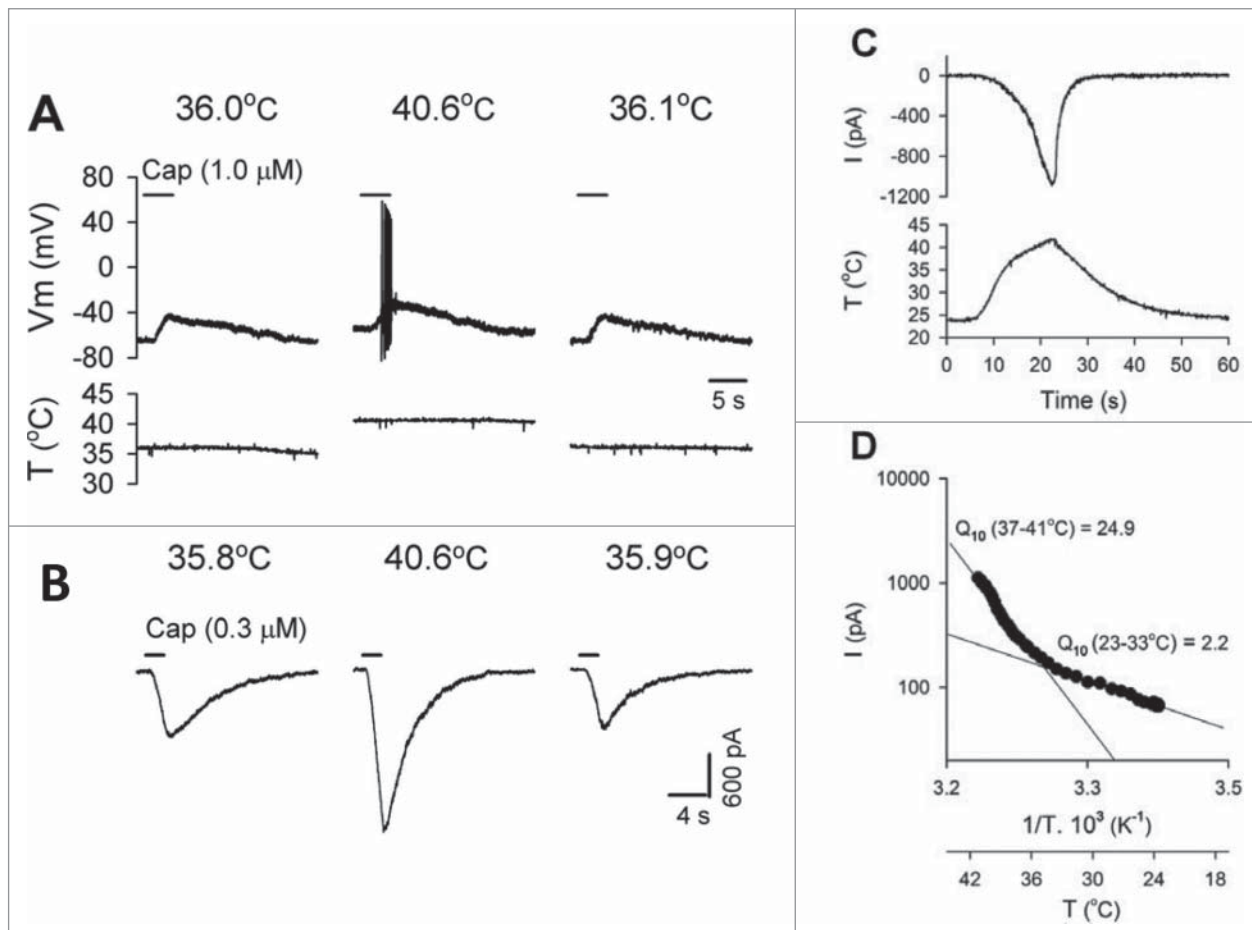 A
36.0°C 40.6°C 36.1°C
Cap (1.0 μM)
80
40
0
-40
-80
Vm (mV)
45
40
35
30
T (°C)
5 s
B
35.8°C 40.6°C 35.9°C
Cap (0.3 μM)
600 pA
4 s
C
0
-400
-800
-1200
I (pA)
45
40
35
30
25
20
T (°C)
0 10 20 30 40 50 60
Time (s)
D
10000
1000
100
I (pA)
Q10 (37-41°C) = 24.9
Q10 (23-33°C) = 2.2
3.2 3.3 3.5
1/T. 10³ (K⁻¹)
42 36 30 24 18
T (°C)